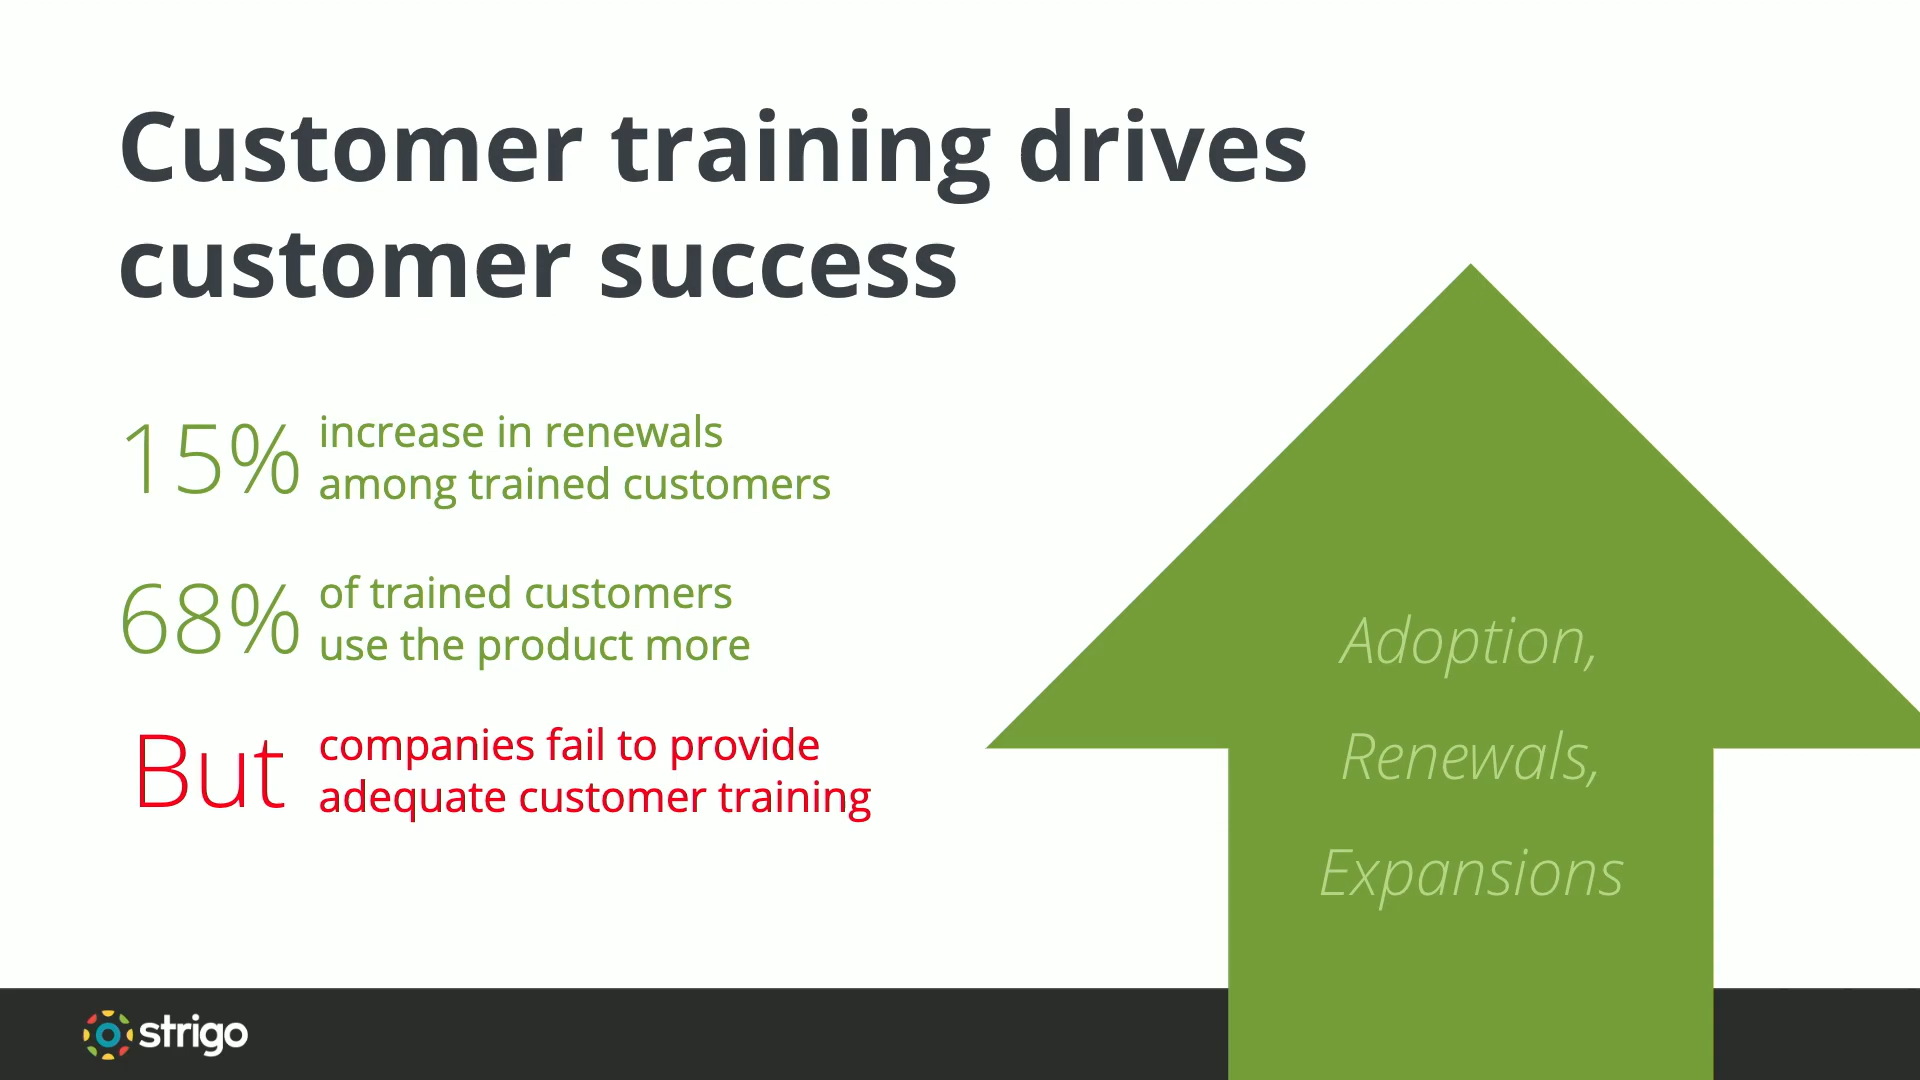 Customer training drives
customer success
15% increase in renewals
among trained customers
68% of trained customers
use the product more
But companies fail to provide
adequate customer training
Adoption,
Renewals,
Expansions
strigo